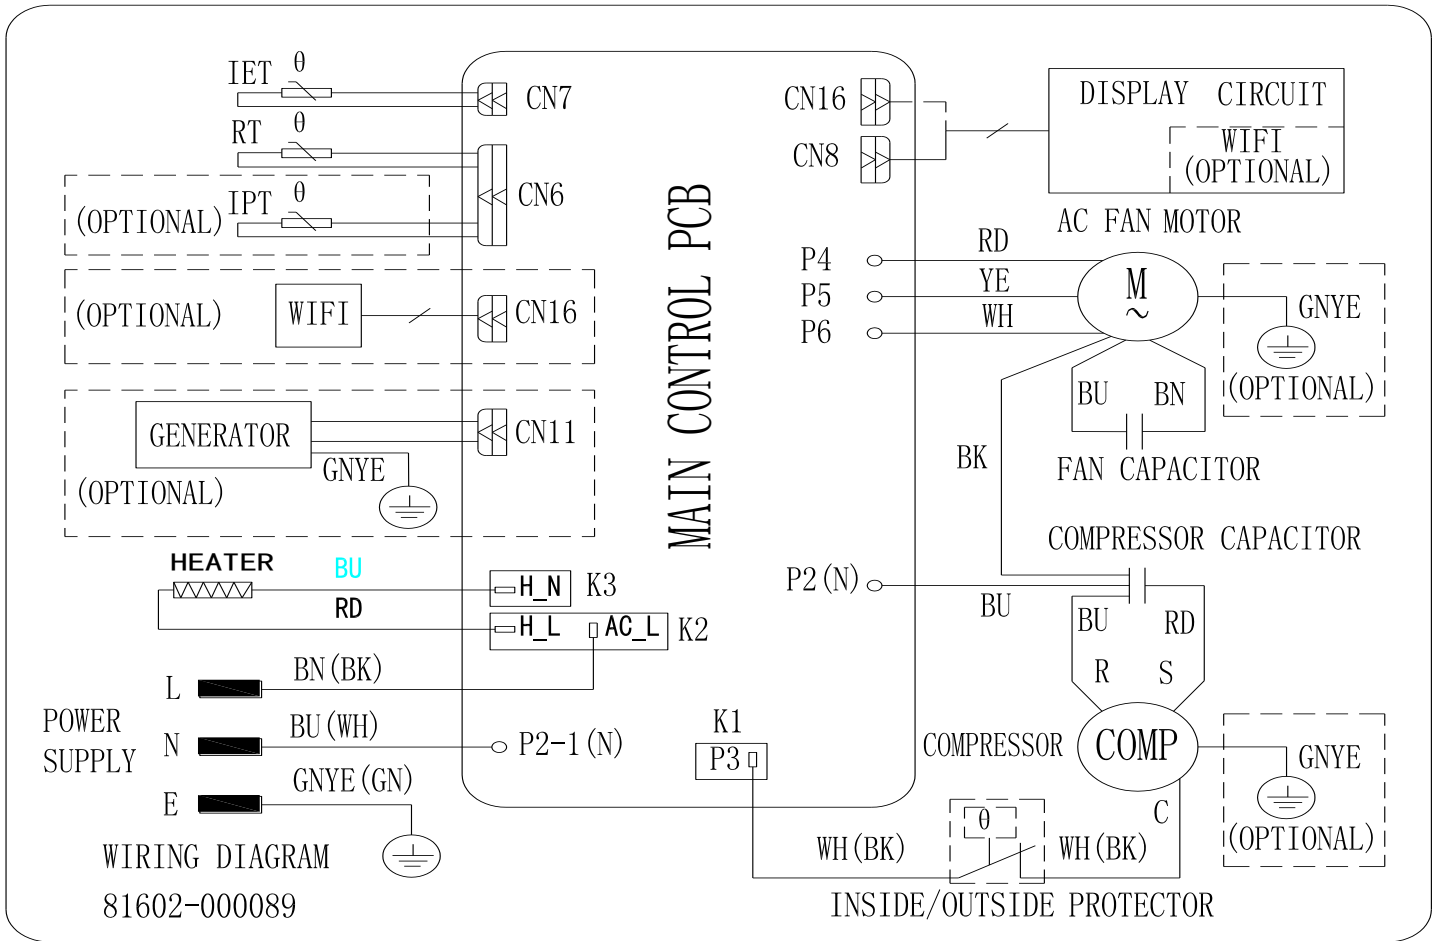 IET θ CN7
RT θ
CN6
(OPTIONAL) IPT θ
(OPTIONAL) WIFI CN16
GENERATOR CN11
GNYE
(OPTIONAL)
HEATER BU
RD
H_N K3
H_L AC_L K2
L BN(BK)
POWER
SUPPLY
N BU(WH) P2-1(N)
E GNYE(GN)
WIRING DIAGRAM
81602-000089
MAIN CONTROL PCB
K1
P3
CN16
CN8
DISPLAY CIRCUIT
WIFI
(OPTIONAL)
AC FAN MOTOR
P4 RD
P5 YE
P6 WH
M
~
GNYE
(OPTIONAL)
BU BN
BK
FAN CAPACITOR
COMPRESSOR CAPACITOR
P2(N) BU
BU RD
R S
COMPRESSOR COMP
C
GNYE
(OPTIONAL)
θ
WH(BK) WH(BK)
INSIDE/OUTSIDE PROTECTOR